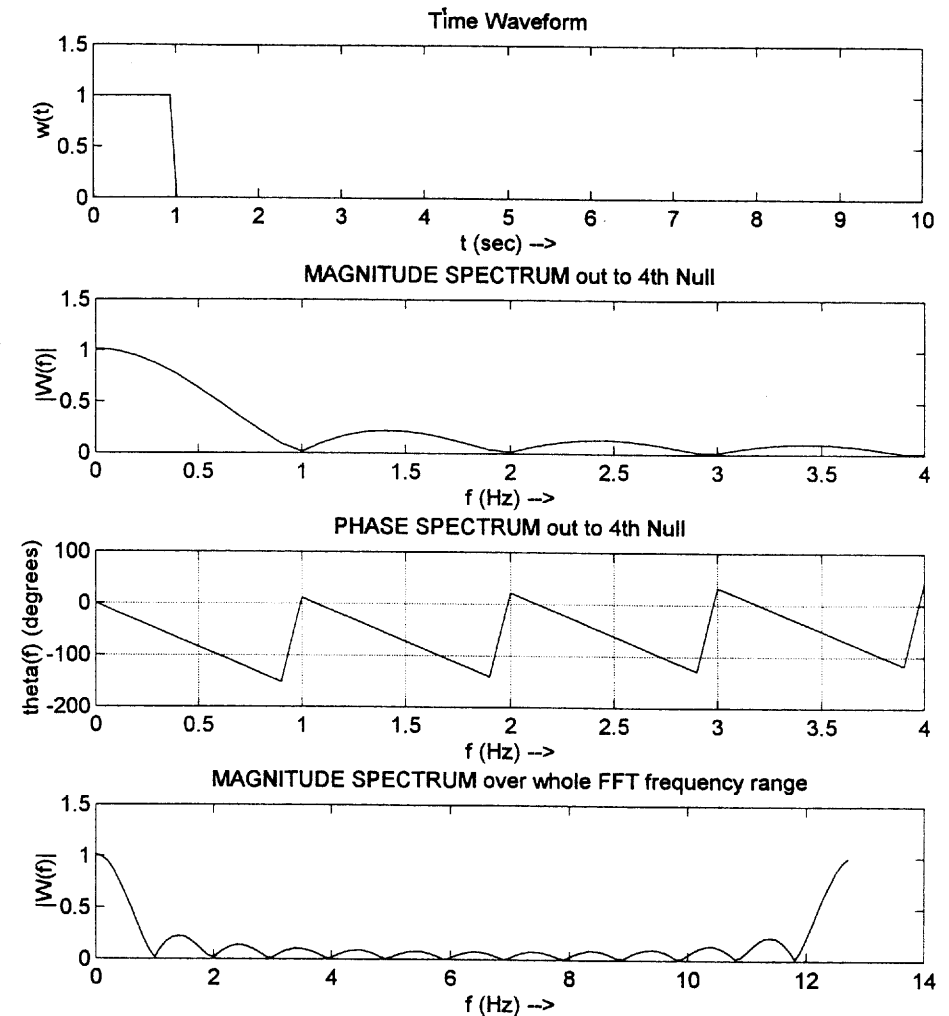 Time Waveform
1.5
1
0.5
0
w(t)
0 1 2 3 4 5 6 7 8 9 10
t (sec) -->
MAGNITUDE SPECTRUM out to 4th Null
1.5
1
0.5
0
|W(f)|
0 0.5 1 1.5 2 2.5 3 3.5 4
f (Hz) -->
PHASE SPECTRUM out to 4th Null
100
0
-100
-200
theta(f) (degrees)
0 0.5 1 1.5 2 2.5 3 3.5 4
f (Hz) -->
MAGNITUDE SPECTRUM over whole FFT frequency range
1.5
1
0.5
0
|W(f)|
0 2 4 6 8 10 12 14
f (Hz) -->